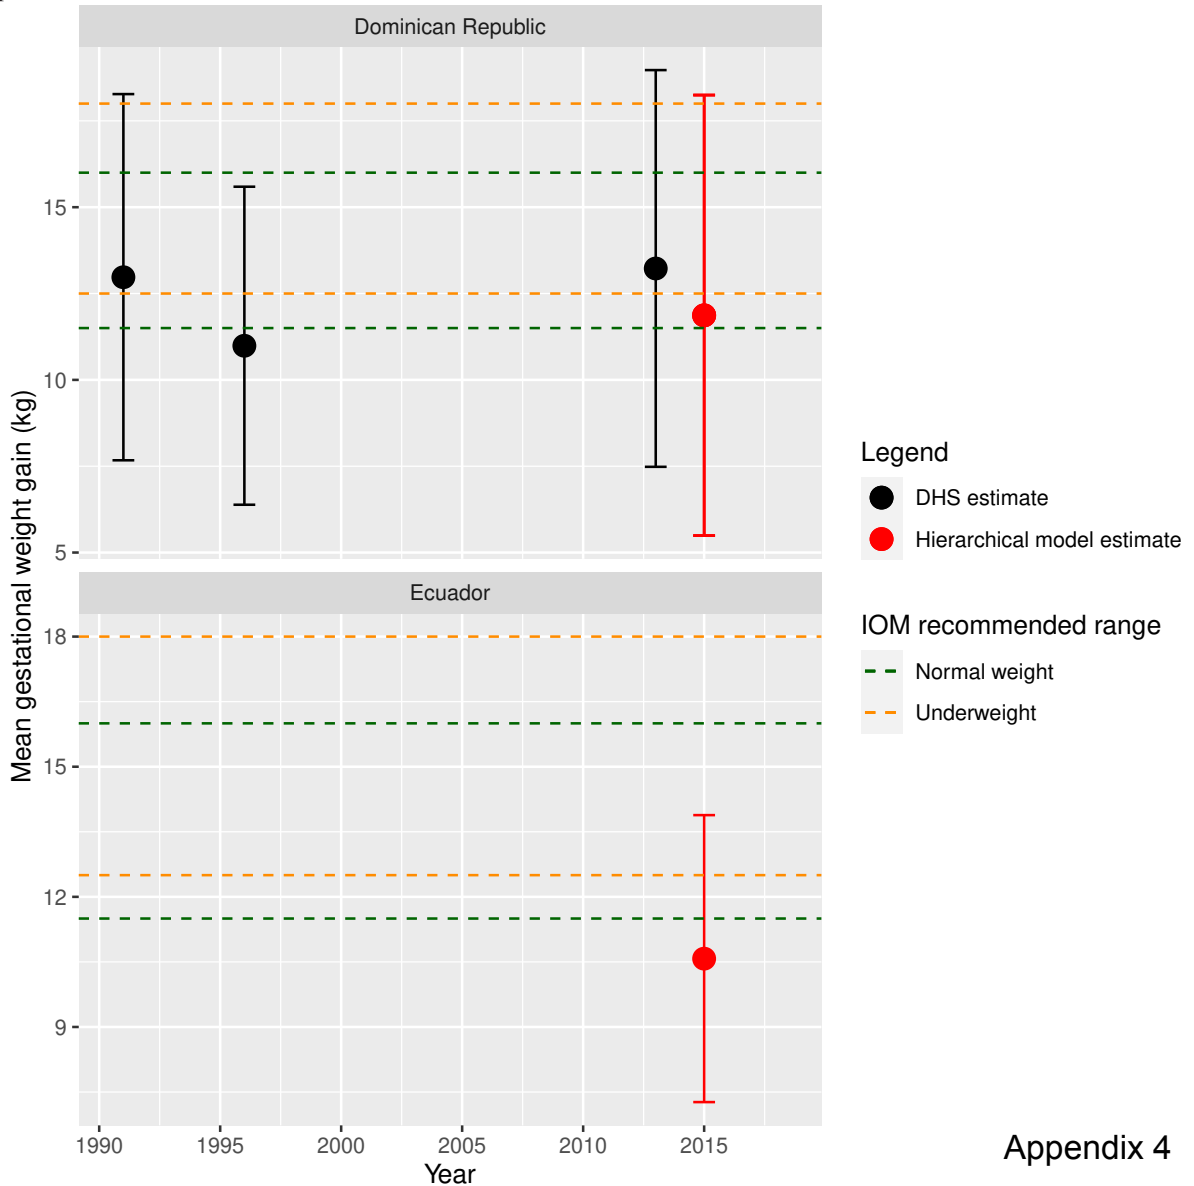 Dominican Republic
15
10
5
Ecuador
18
15
12
9
1990 1995 2000 2005 2010 2015
Year
Mean gestational weight gain (kg)
Legend
DHS estimate
Hierarchical model estimate
IOM recommended range
Normal weight
Underweight
Appendix 4